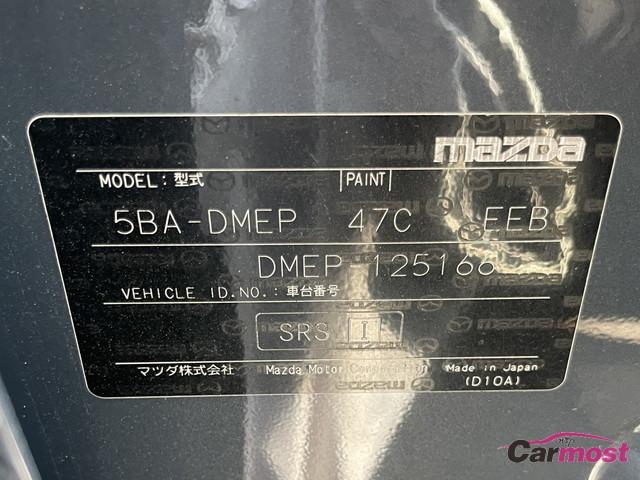 mazda
MODEL: 型式 PAINT
5BA-DMEP 47C EEB
DMEP-125166
VEHICLE ID.NO.: 車台番号
SRS I
マツダ株式会社 Mazda Motor Corporation Made in Japan
(D10A)
Carmost